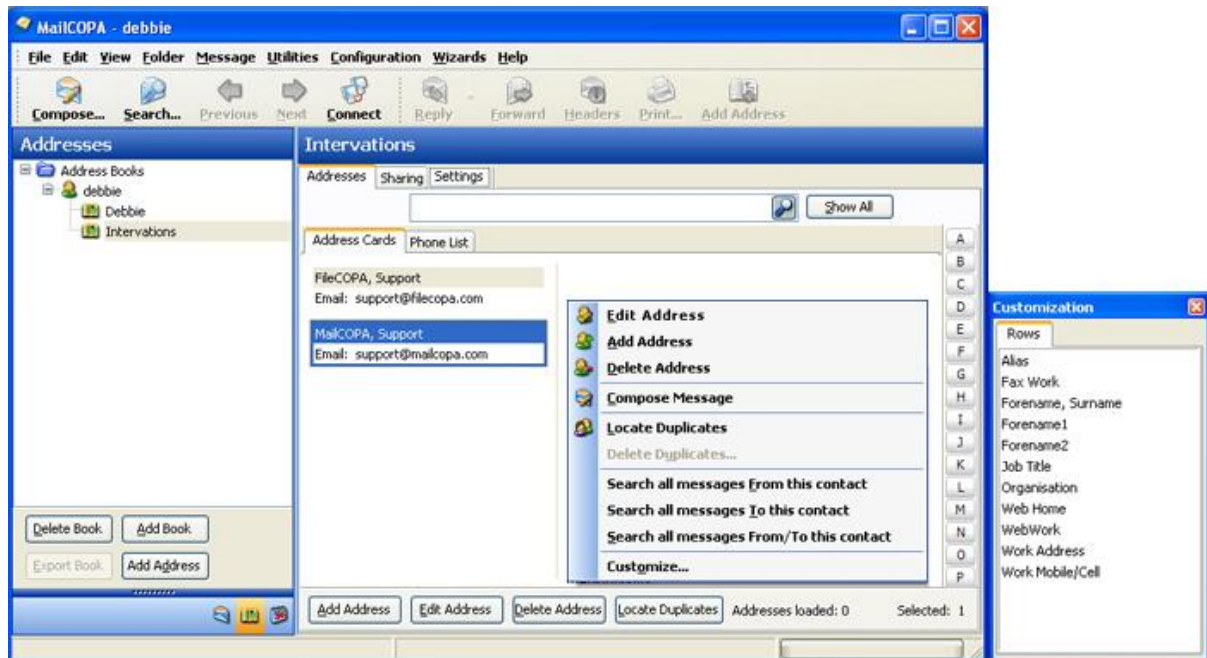 MailCOPA - debbie
File Edit View Folder Message Utilities Configuration Wizards Help
Compose... Search... Previous Next Connect Reply Forward Headers Print... Add Address
Addresses
Address Books
debbie
Debbie
Intervations
Delete Book Add Book
Export Book Add Address
Intervations
Addresses Sharing Settings
Show All
Address Cards Phone List
FileCOPA, Support
Email: support@filecopa.com
MailCOPA, Support
Email: support@mailcopa.com
Edit Address
Add Address
Delete Address
Compose Message
Locate Duplicates
Delete Duplicates...
Search all messages From this contact
Search all messages To this contact
Search all messages From/To this contact
Customize...
A
B
C
D
E
F
G
H
I
J
K
L
M
N
O
P
Add Address Edit Address Delete Address Locate Duplicates Addresses loaded: 0 Selected: 1
Customization
Rows
Alias
Fax Work
Forename, Surname
Forename1
Forename2
Job Title
Organisation
Web Home
WebWork
Work Address
Work Mobile/Cell